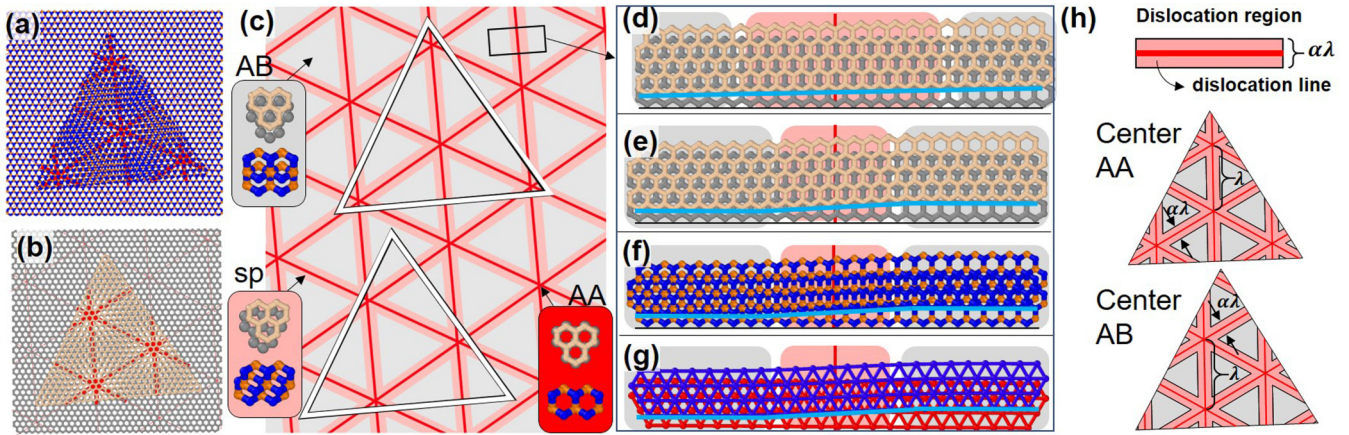 (a)
(b)
(c)
AB
sp
AA
(d)
(e)
(f)
(g)
(h)
Dislocation region
αλ
dislocation line
Center
AA
λ
αλ
Center
AB
αλ
λ